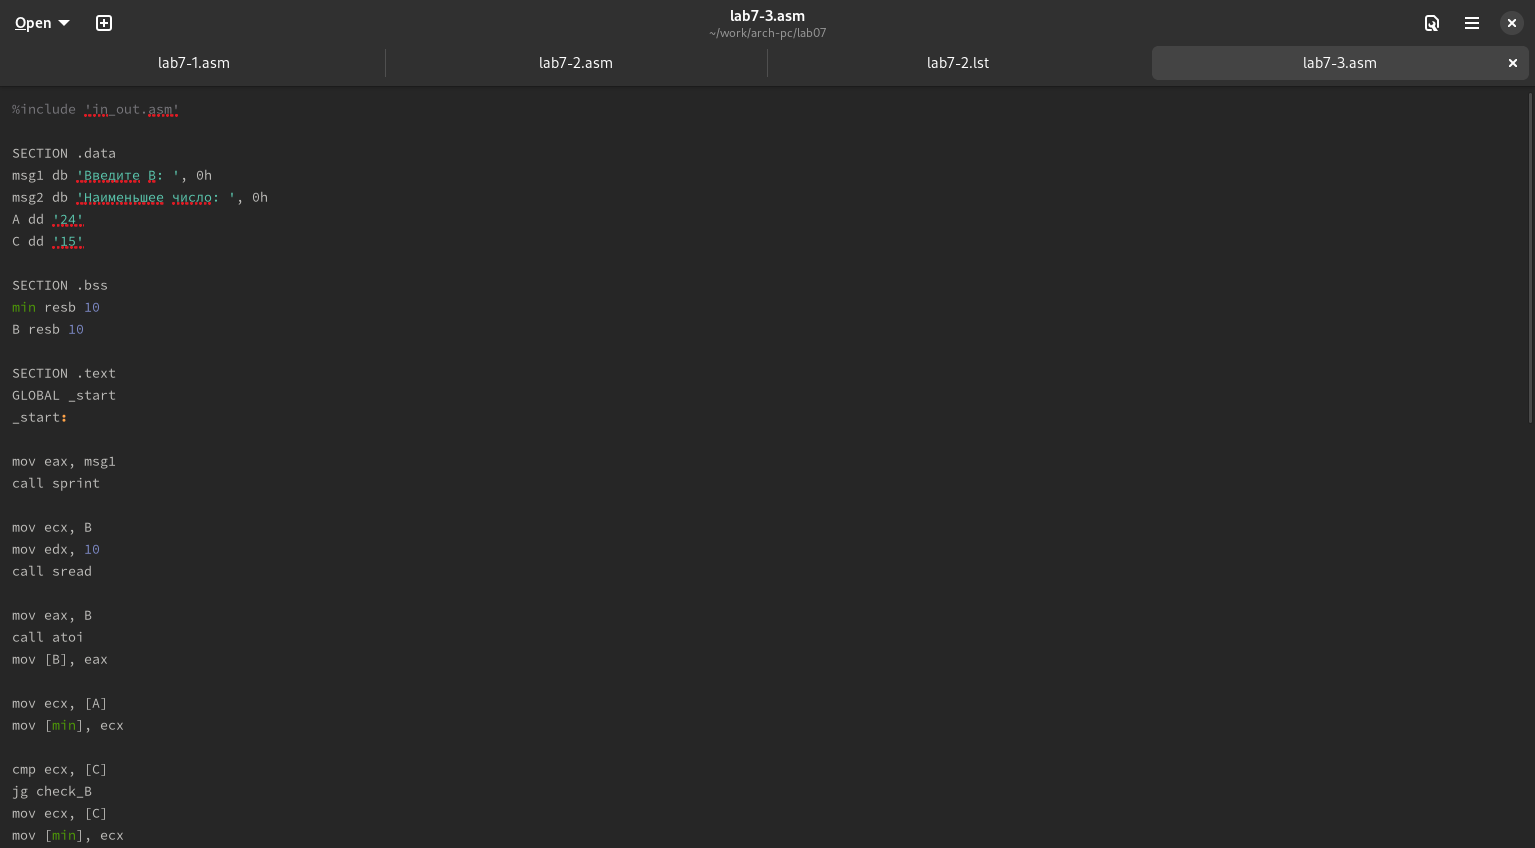 Open
lab7-3.asm
~/work/arch-pc/lab07
lab7-1.asm
lab7-2.asm
lab7-2.lst
lab7-3.asm
%include 'in_out.asm'
SECTION .data
msg1 db 'Введите B: ', 0h
msg2 db 'Наименьшее число: ', 0h
A dd '24'
C dd '15'
SECTION .bss
min resb 10
B resb 10
SECTION .text
GLOBAL _start
_start:
mov eax, msg1
call sprint
mov ecx, B
mov edx, 10
call sread
mov eax, B
call atoi
mov [B], eax
mov ecx, [A]
mov [min], ecx
cmp ecx, [C]
jg check_B
mov ecx, [C]
mov [min], ecx